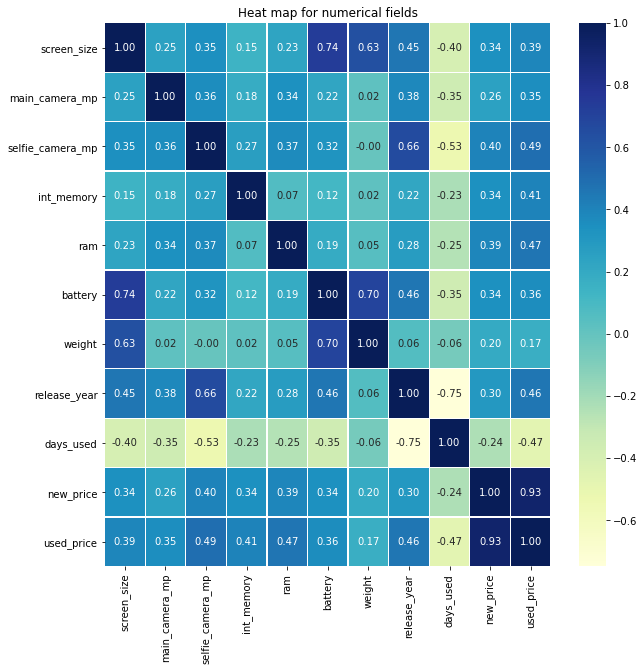 Heat map for numerical fields
screen_size 1.00 0.25 0.35 0.15 0.23 0.74 0.63 0.45 -0.40 0.34 0.39
main_camera_mp 0.25 1.00 0.36 0.18 0.34 0.22 0.02 0.38 -0.35 0.26 0.35
selfie_camera_mp 0.35 0.36 1.00 0.27 0.37 0.32 -0.00 0.66 -0.53 0.40 0.49
int_memory 0.15 0.18 0.27 1.00 0.07 0.12 0.02 0.22 -0.23 0.34 0.41
ram 0.23 0.34 0.37 0.07 1.00 0.19 0.05 0.28 -0.25 0.39 0.47
battery 0.74 0.22 0.32 0.12 0.19 1.00 0.70 0.46 -0.35 0.34 0.36
weight 0.63 0.02 -0.00 0.02 0.05 0.70 1.00 0.06 -0.06 0.20 0.17
release_year 0.45 0.38 0.66 0.22 0.28 0.46 0.06 1.00 -0.75 0.30 0.46
days_used -0.40 -0.35 -0.53 -0.23 -0.25 -0.35 -0.06 -0.75 1.00 -0.24 -0.47
new_price 0.34 0.26 0.40 0.34 0.39 0.34 0.20 0.30 -0.24 1.00 0.93
used_price 0.39 0.35 0.49 0.41 0.47 0.36 0.17 0.46 -0.47 0.93 1.00
screen_size
main_camera_mp
selfie_camera_mp
int_memory
ram
battery
weight
release_year
days_used
new_price
used_price
1.0
0.8
0.6
0.4
0.2
0.0
−0.2
−0.4
−0.6